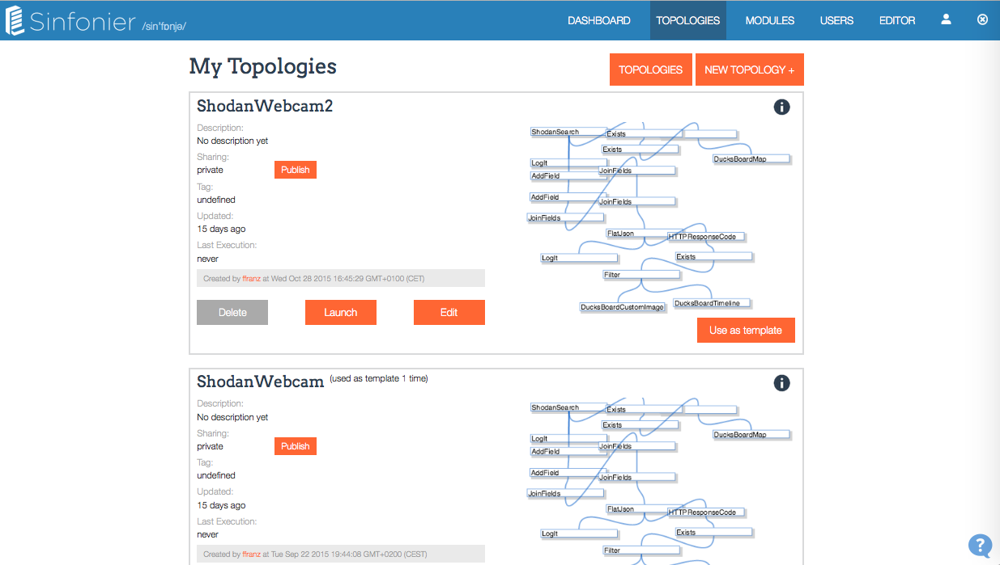 Sinfonier /sin'fonje/
DASHBOARD TOPOLOGIES MODULES USERS EDITOR
My Topologies
TOPOLOGIES NEW TOPOLOGY +
ShodanWebcam2
Description:
No description yet
Sharing:
private Publish
Tag:
undefined
Updated:
15 days ago
Last Execution:
never
Created by ffranz at Wed Oct 28 2015 16:45:29 GMT+0100 (CET)
Delete Launch Edit
ShodanSearch
Exists
Exists
DucksBoardMap
LogIt
JoinFields
AddField
AddField
JoinFields
JoinFields
FlatJson
HTTPResponseCode
LogIt
Exists
Filter
DucksBoardCustomImage
DucksBoardTimeline
Use as template
ShodanWebcam (used as template 1 time)
Description:
No description yet
Sharing:
private Publish
Tag:
undefined
Updated:
15 days ago
Last Execution:
never
Created by ffranz at Tue Sep 22 2015 19:44:08 GMT+0200 (CEST)
ShodanSearch
Exists
Exists
DucksBoardMap
LogIt
JoinFields
AddField
AddField
JoinFields
JoinFields
FlatJson
HTTPResponseCode
LogIt
Exists
Filter
?